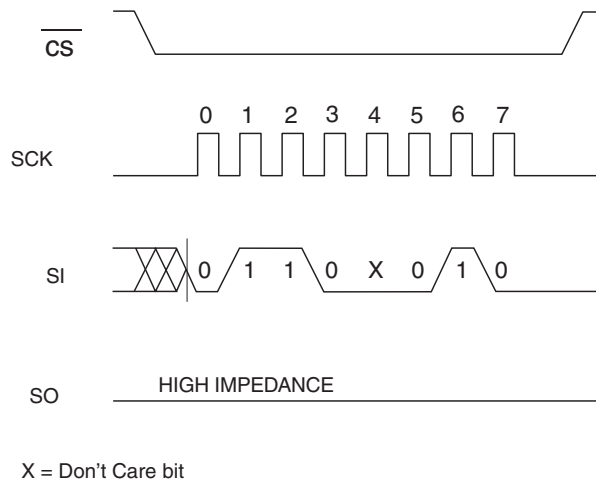 CS
0 1 2 3 4 5 6 7
SCK
SI
0 1 1 0 X 0 1 0
HIGH IMPEDANCE
SO
X = Don't Care bit